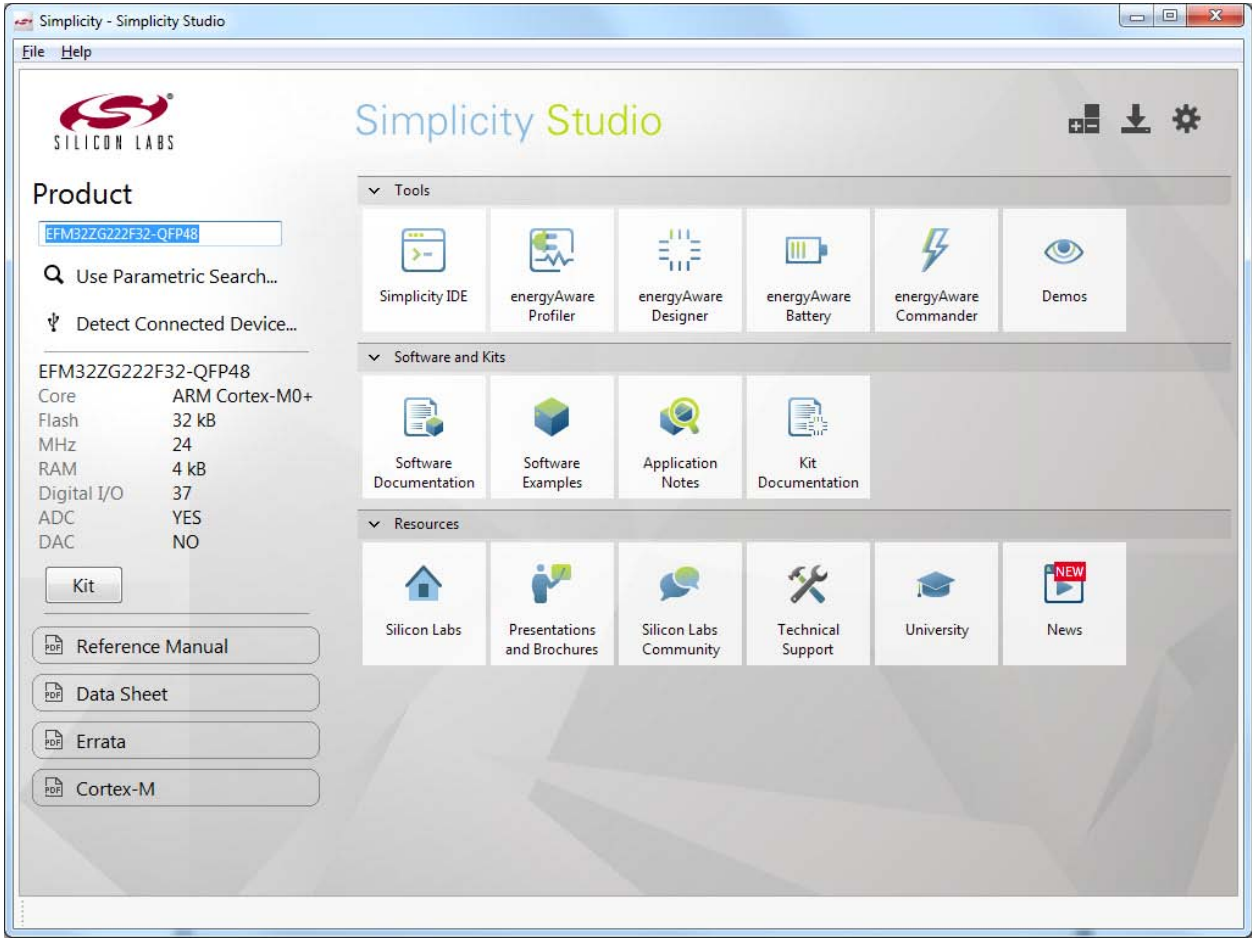 Simplicity - Simplicity Studio
File Help
SILICON LABS
Simplicity Studio
Product
EFM32ZG222F32-QFP48
Use Parametric Search...
Detect Connected Device...
EFM32ZG222F32-QFP48
Core ARM Cortex-M0+
Flash 32 kB
MHz 24
RAM 4 kB
Digital I/O 37
ADC YES
DAC NO
Kit
PDF Reference Manual
PDF Data Sheet
PDF Errata
PDF Cortex-M
Tools
Simplicity IDE
energyAware
Profiler
energyAware
Designer
energyAware
Battery
energyAware
Commander
Demos
Software and Kits
Software
Documentation
Software
Examples
Application
Notes
Kit
Documentation
Resources
Silicon Labs
Presentations
and Brochures
Silicon Labs
Community
Technical
Support
University
NEW
News